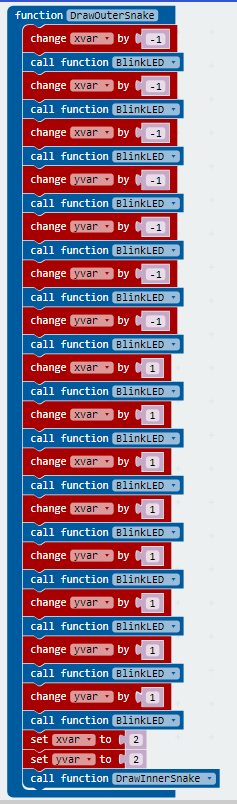 function DrawOuterSnake
change xvar by -1
call function BlinkLED
change xvar by -1
call function BlinkLED
change xvar by -1
call function BlinkLED
change yvar by -1
call function BlinkLED
change yvar by -1
call function BlinkLED
change yvar by -1
call function BlinkLED
change yvar by -1
call function BlinkLED
change xvar by 1
call function BlinkLED
change xvar by 1
call function BlinkLED
change xvar by 1
call function BlinkLED
change xvar by 1
call function BlinkLED
change yvar by 1
call function BlinkLED
change yvar by 1
call function BlinkLED
change yvar by 1
call function BlinkLED
change yvar by 1
call function BlinkLED
set xvar to 2
set yvar to 2
call function DrawInnerSnake